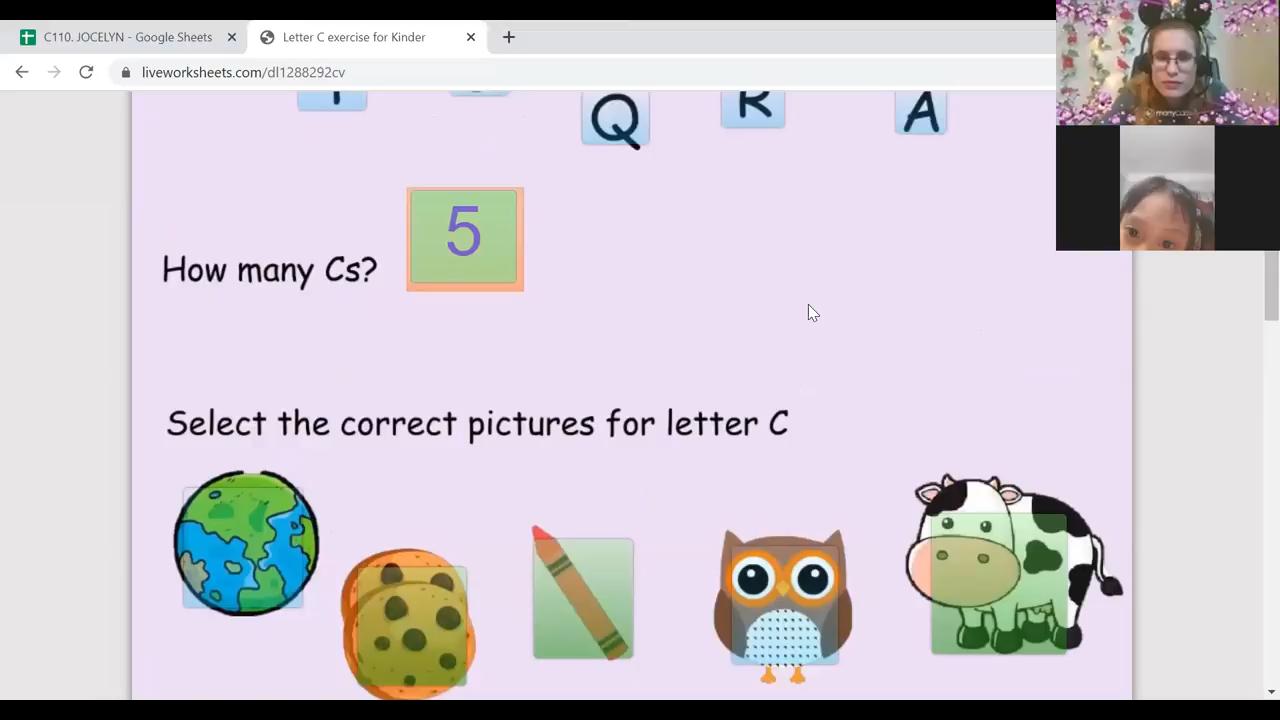 C110. JOCELYN - Google Sheets
Letter C exercise for Kinder
liveworksheets.com/dl1288292cv
Q R A
5
How many Cs?
Select the correct pictures for letter C